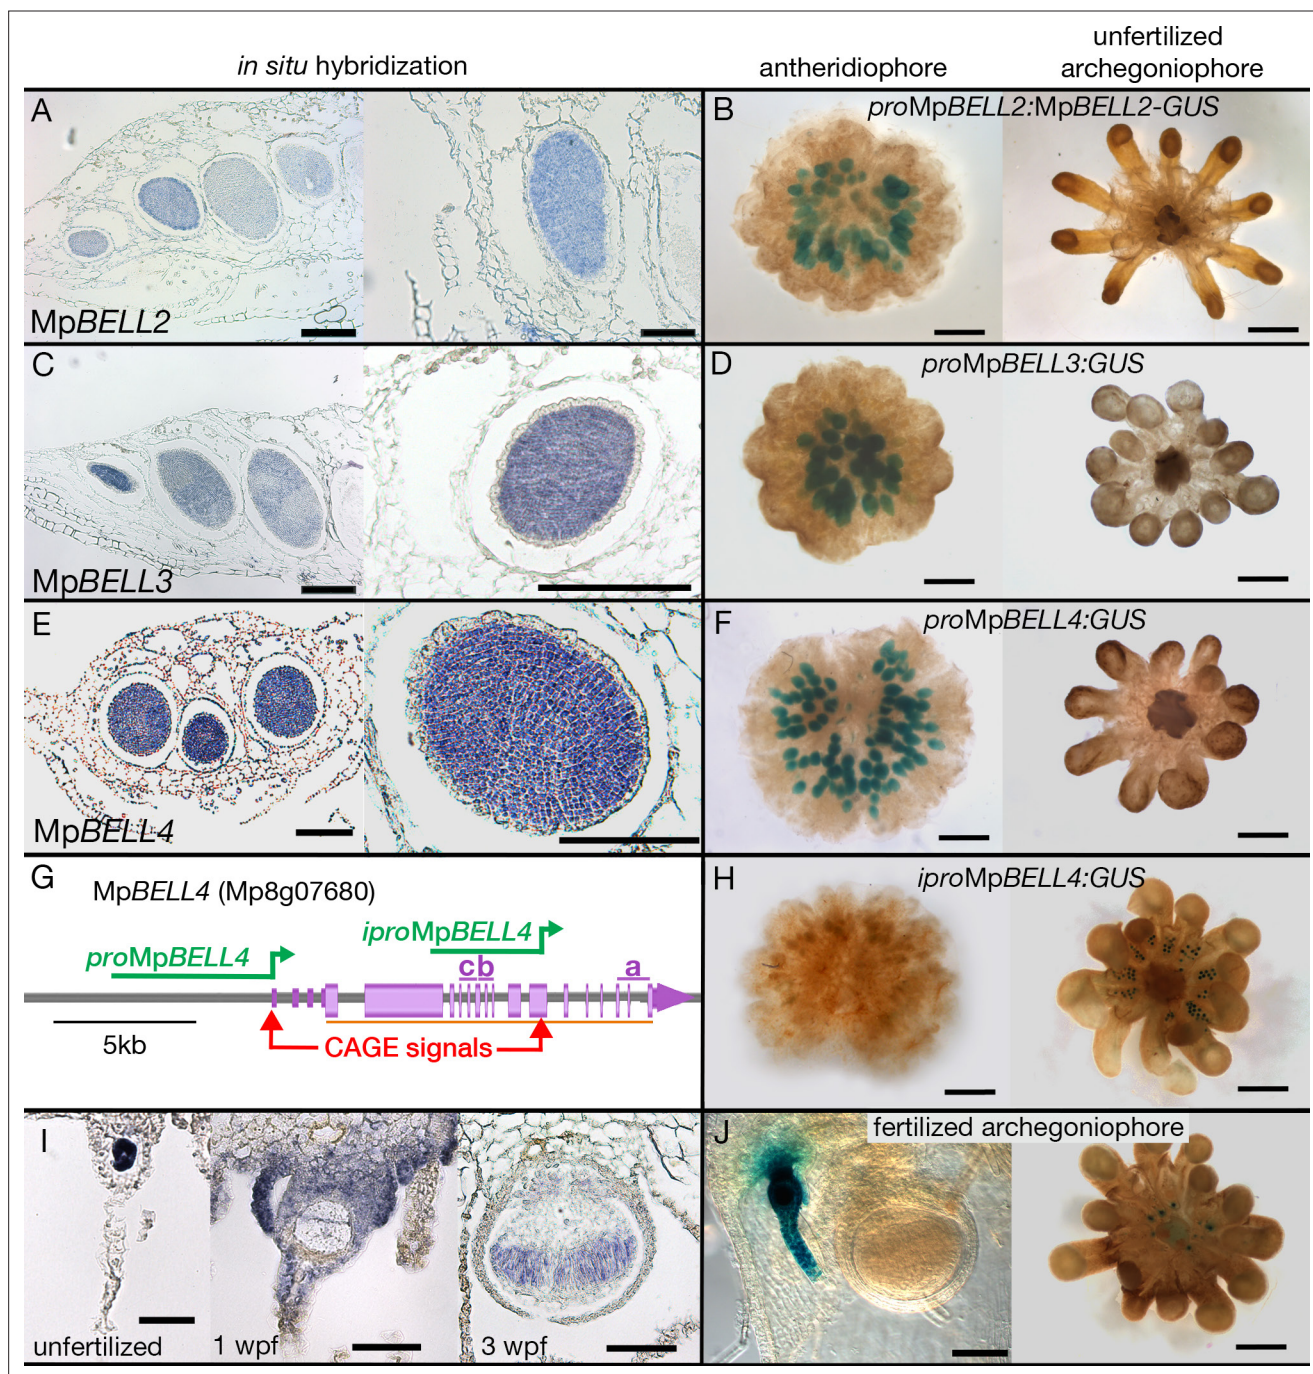 in situ hybridization
antheridiophore
unfertilized
archegoniophore
A
MpBELL2
B
proMpBELL2:MpBELL2-GUS
C
MpBELL3
D
proMpBELL3:GUS
E
MpBELL4
F
proMpBELL4:GUS
G
MpBELL4 (Mp8g07680)
proMpBELL4
iproMpBELL4
c b
a
5kb
CAGE signals
H
iproMpBELL4:GUS
I
unfertilized
1 wpf
3 wpf
J
fertilized archegoniophore